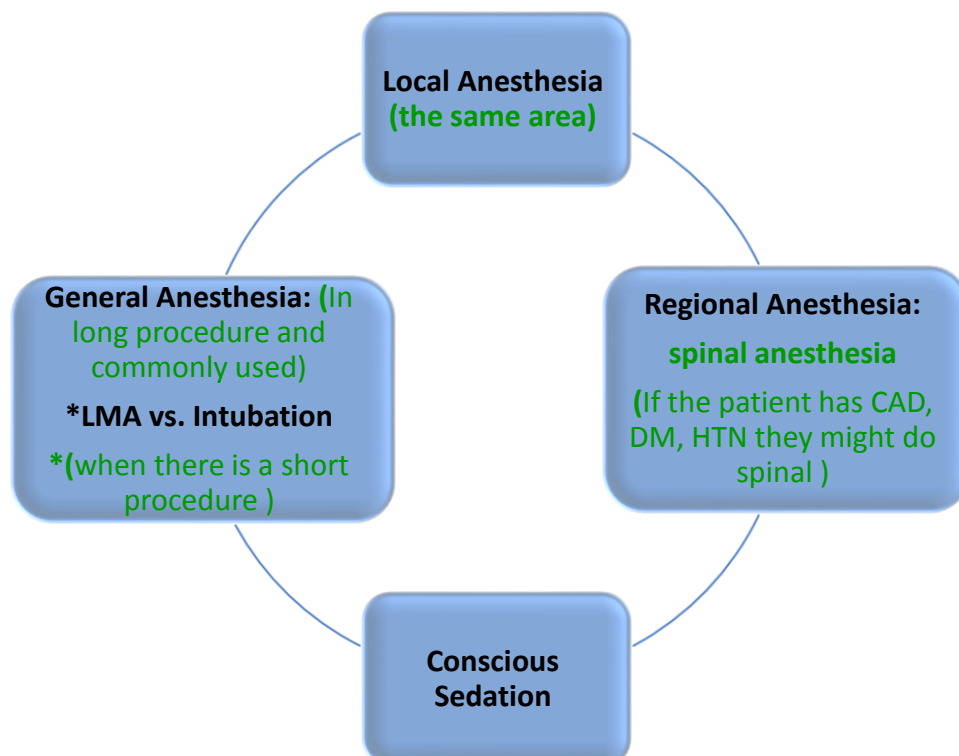 Local Anesthesia
(the same area)
General Anesthesia: (In
long procedure and
commonly used)
*LMA vs. Intubation
*(when there is a short
procedure )
Regional Anesthesia:
spinal anesthesia
(If the patient has CAD,
DM, HTN they might do
spinal )
Conscious
Sedation